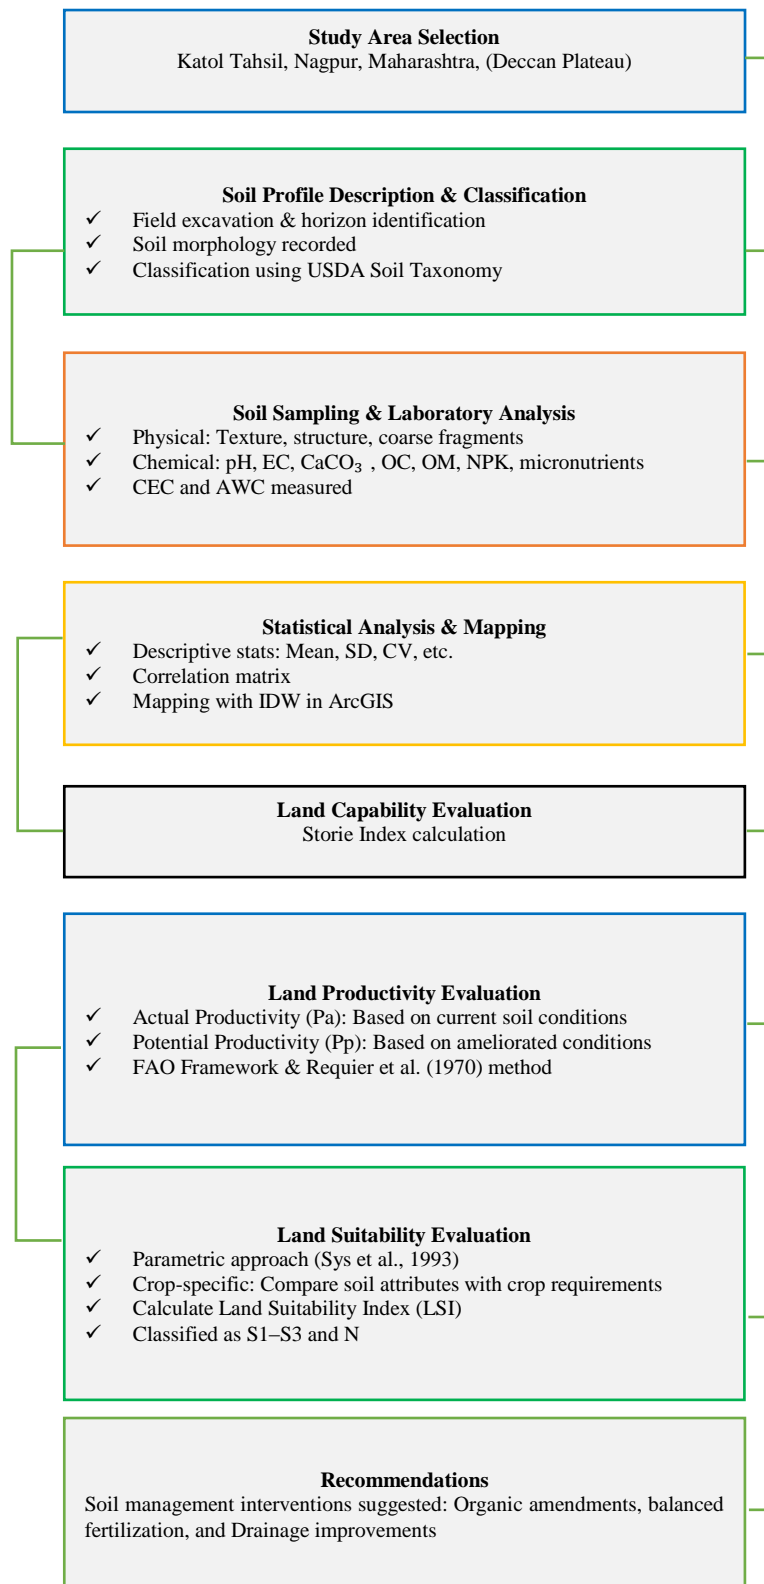 Study Area Selection
Katol Tahsil, Nagpur, Maharashtra, (Deccan Plateau)
Soil Profile Description & Classification
✓ Field excavation & horizon identification
✓ Soil morphology recorded
✓ Classification using USDA Soil Taxonomy
Soil Sampling & Laboratory Analysis
✓ Physical: Texture, structure, coarse fragments
✓ Chemical: pH, EC, CaCO₃ , OC, OM, NPK, micronutrients
✓ CEC and AWC measured
Statistical Analysis & Mapping
✓ Descriptive stats: Mean, SD, CV, etc.
✓ Correlation matrix
✓ Mapping with IDW in ArcGIS
Land Capability Evaluation
Storie Index calculation
Land Productivity Evaluation
✓ Actual Productivity (Pa): Based on current soil conditions
✓ Potential Productivity (Pp): Based on ameliorated conditions
✓ FAO Framework & Requier et al. (1970) method
Land Suitability Evaluation
✓ Parametric approach (Sys et al., 1993)
✓ Crop-specific: Compare soil attributes with crop requirements
✓ Calculate Land Suitability Index (LSI)
✓ Classified as S1–S3 and N
Recommendations
Soil management interventions suggested: Organic amendments, balanced
fertilization, and Drainage improvements